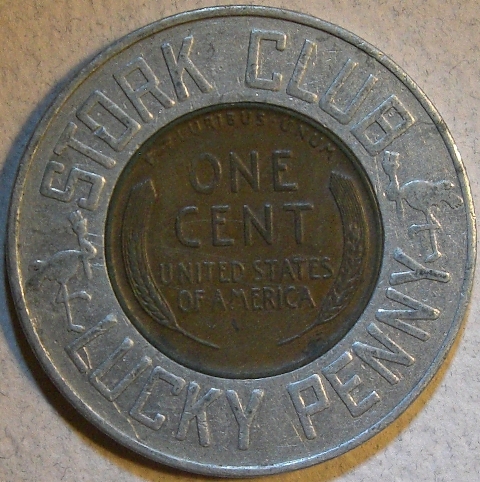 STORK CLUB
LUCKY PENNY
E PLURIBUS UNUM
ONE
CENT
UNITED STATES
OF AMERICA